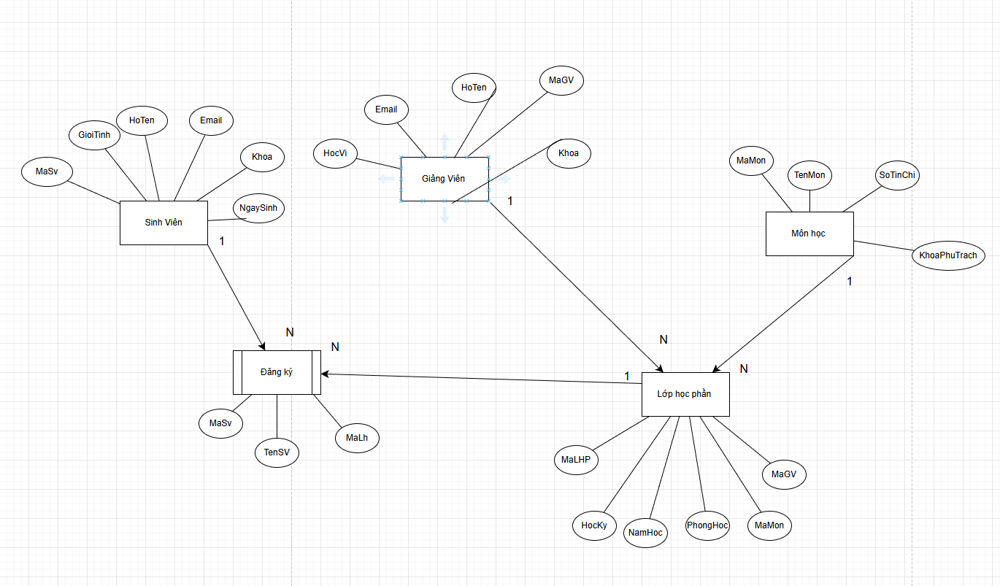 MaGV
HoTen
Email
HocVi
Khoa
Giảng Viên
1
HoTen
Email
GioiTinh
Khoa
MaSv
NgaySinh
Sinh Viên
1
MaMon
TenMon
SoTinChi
Môn học
KhoaPhuTrach
1
N
N
Đăng ký
MaSv
TenSV
MaLh
N
N
1
Lớp học phần
MaLHP
MaGV
HocKy
NamHoc
PhongHoc
MaMon